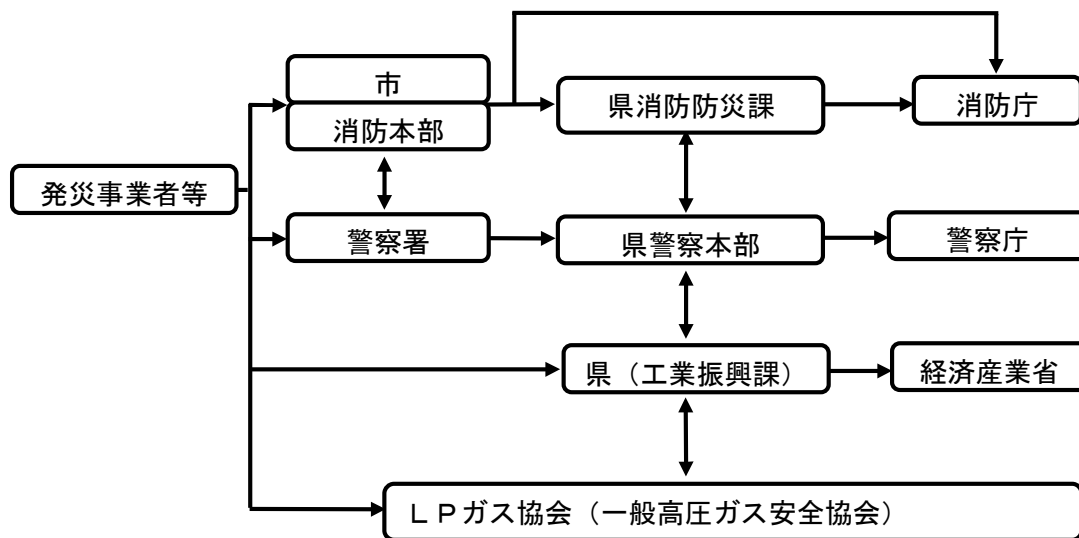 市
消防本部
県消防防災課
消防庁
発災事業者等
警察署
県警察本部
警察庁
県（工業振興課）
経済産業省
ＬＰガス協会（一般高圧ガス安全協会）